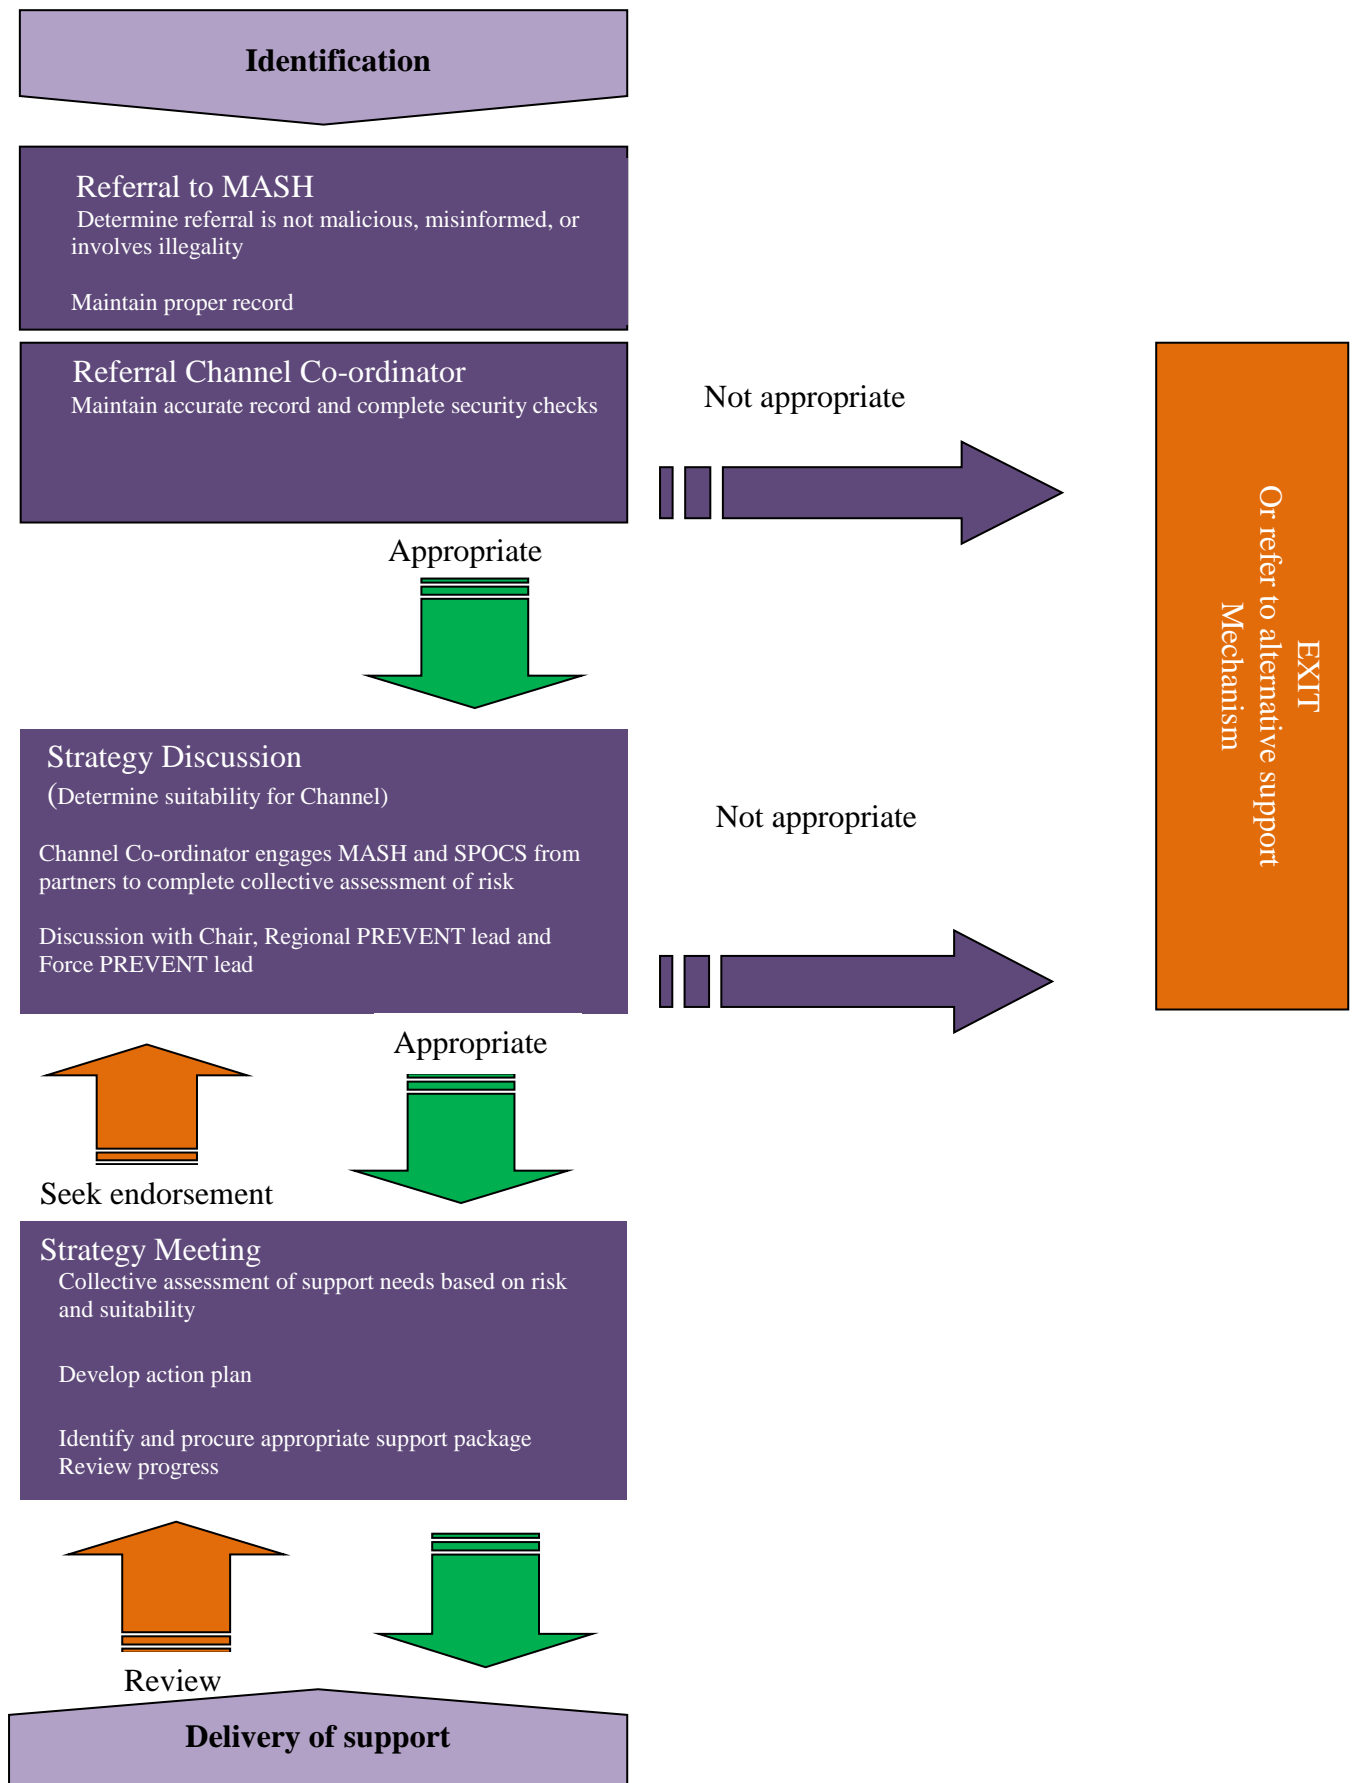 Identification
Referral to MASH
Determine referral is not malicious, misinformed, or
involves illegality
Maintain proper record
Referral Channel Co-ordinator
Maintain accurate record and complete security checks
Not appropriate
EXIT
Or refer to alternative support
Mechanism
Appropriate
Strategy Discussion
(Determine suitability for Channel)
Channel Co-ordinator engages MASH and SPOCS from
partners to complete collective assessment of risk
Discussion with Chair, Regional PREVENT lead and
Force PREVENT lead
Not appropriate
Appropriate
Seek endorsement
Strategy Meeting
Collective assessment of support needs based on risk
and suitability
Develop action plan
Identify and procure appropriate support package
Review progress
Review
Delivery of support